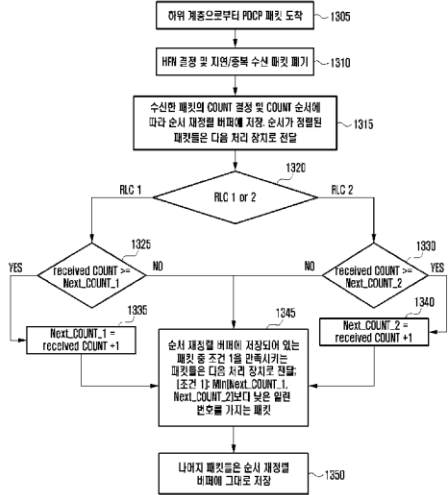 하위 계층으로부터 PDCP 패킷 도착
1305
HFN 결정 및 지연/중복 수신 패킷 폐기
1310
수신한 패킷의 COUNT 결정 및 COUNT 순서에
따라 순서 재정렬 버퍼에 저장. 순서가 정렬된
패킷들은 다음 처리 장치로 전달
1315
1320
RLC 1 or 2
RLC 1
RLC 2
1325
received COUNT >=
Next_COUNT_1
YES
NO
1330
received COUNT >=
Next_COUNT_2
NO
YES
1335
Next_COUNT_1 =
received COUNT +1
1340
Next_COUNT_2 =
received COUNT +1
1345
순서 재정렬 버퍼에 저장되어 있는
패킷 중 조건 1을 만족시키는
패킷들은 다음 처리 장치로 전달;
[조건 1]: Min[Next_COUNT_1,
Next_COUNT_2]보다 낮은 일련
번호를 가지는 패킷
나머지 패킷들은 순서 재정렬
버퍼에 그대로 저장
1350